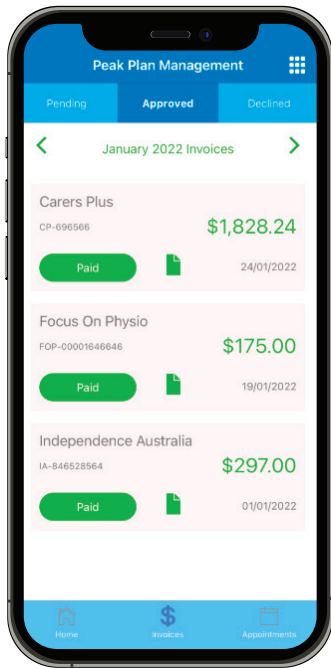 Peak Plan Management
Pending Approved Declined
January 2022 Invoices
Carers Plus
CP-696566
$1,828.24
Paid 24/01/2022
Focus On Physio
FOP-00001646646
$175.00
Paid 19/01/2022
Independence Australia
IA-846528564
$297.00
Paid 01/01/2022
$
Home Invoices Appointments